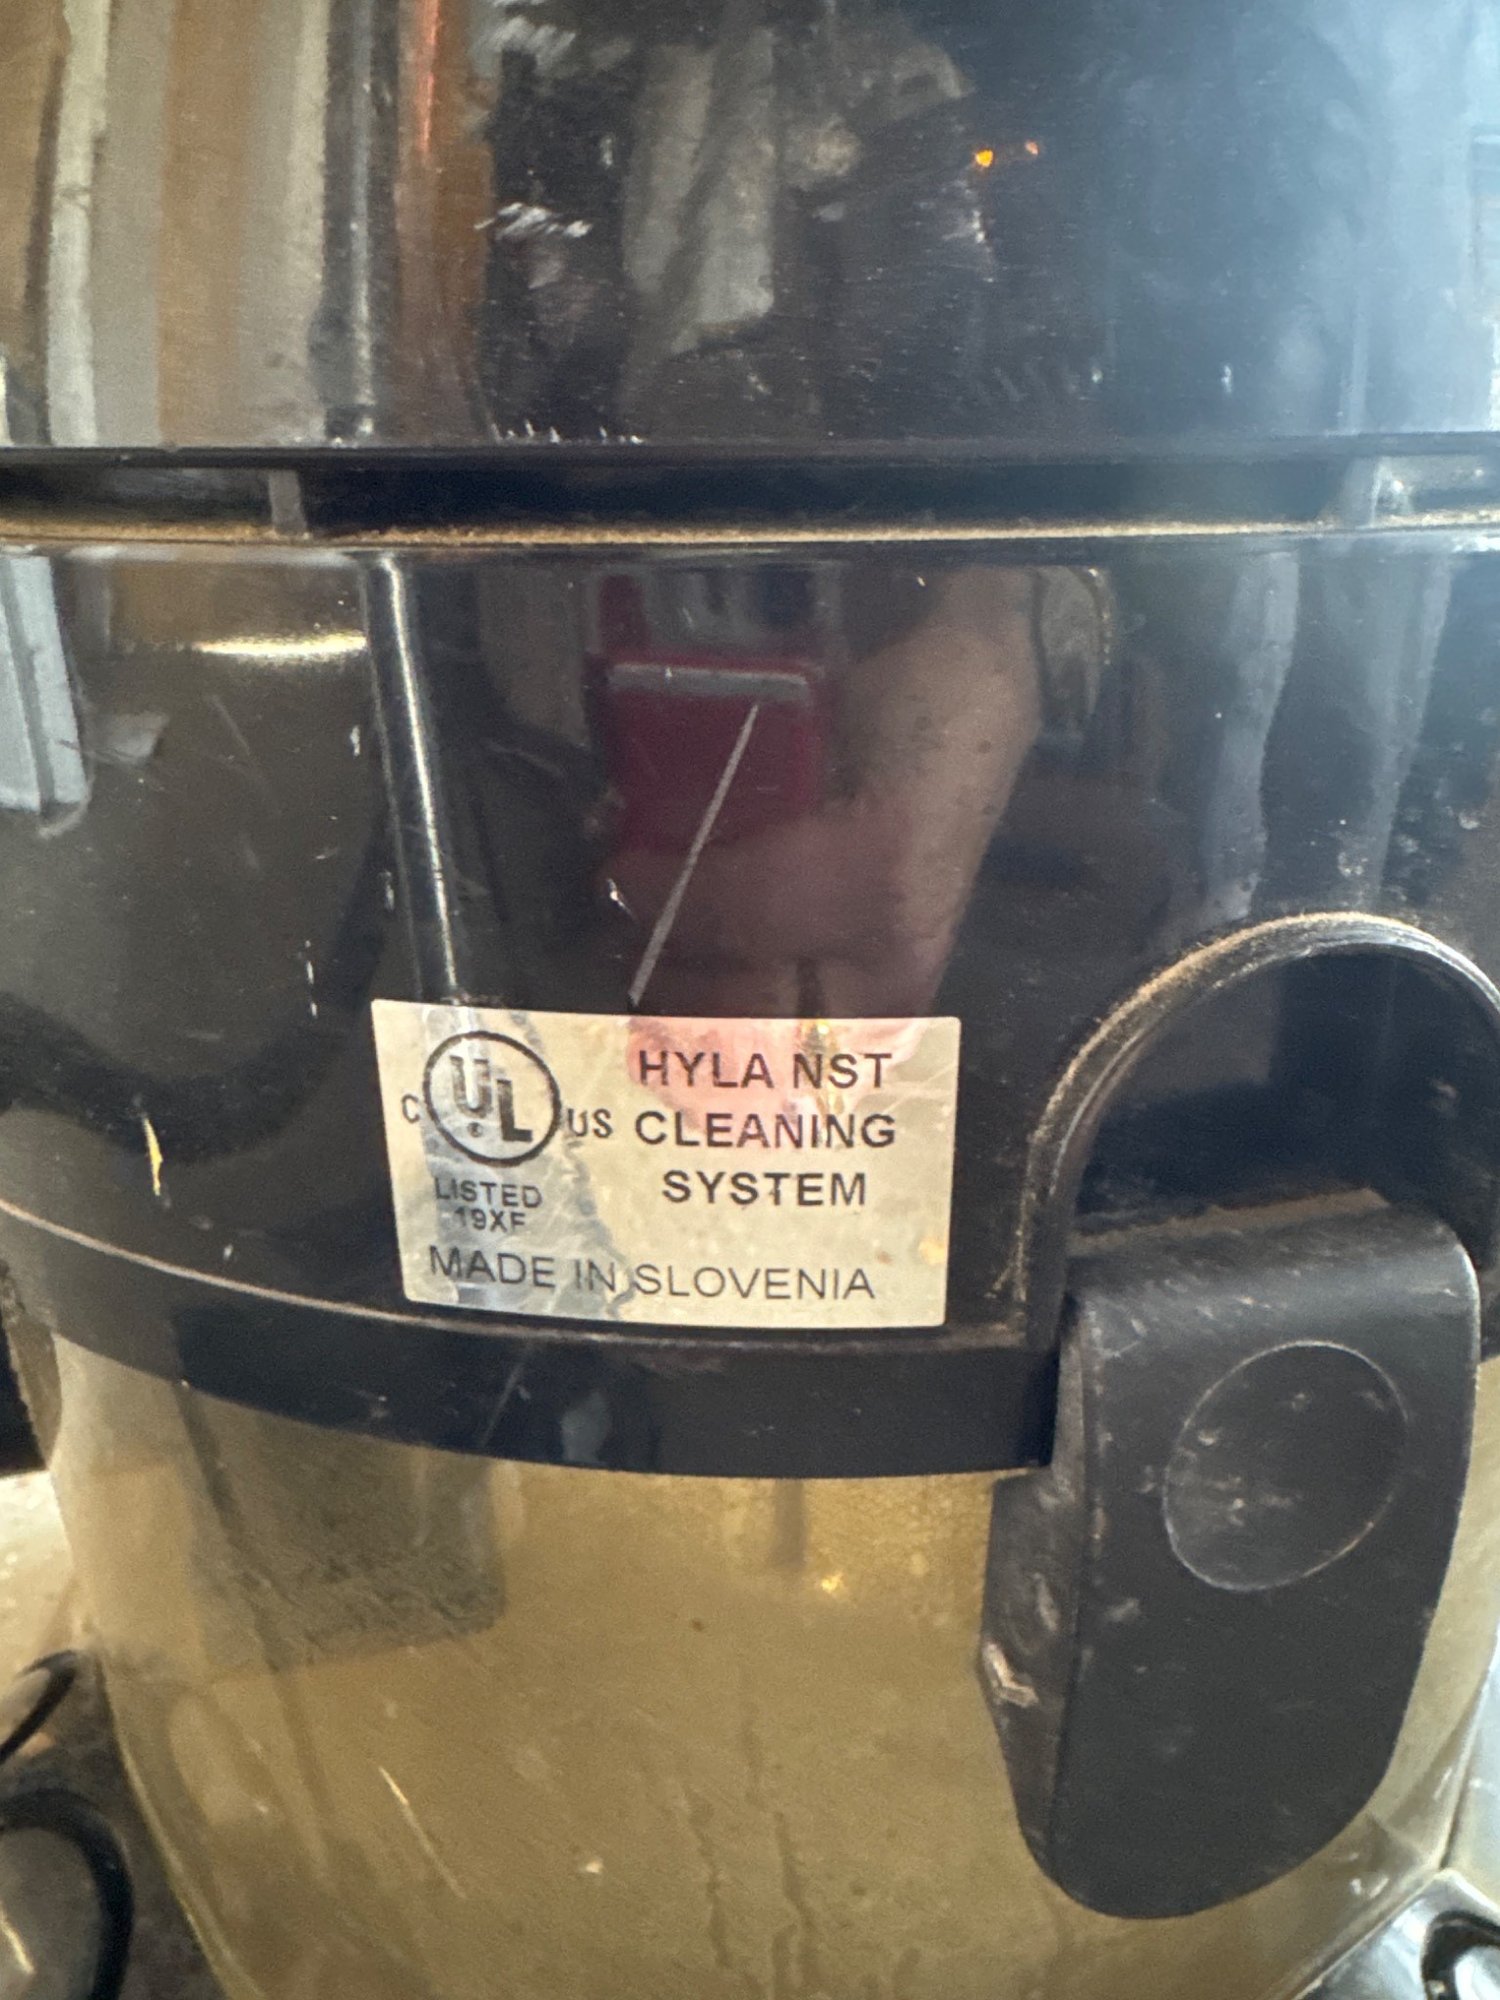 C UL ® US
LISTED
19XF
HYLA NST
CLEANING
SYSTEM
MADE IN SLOVENIA